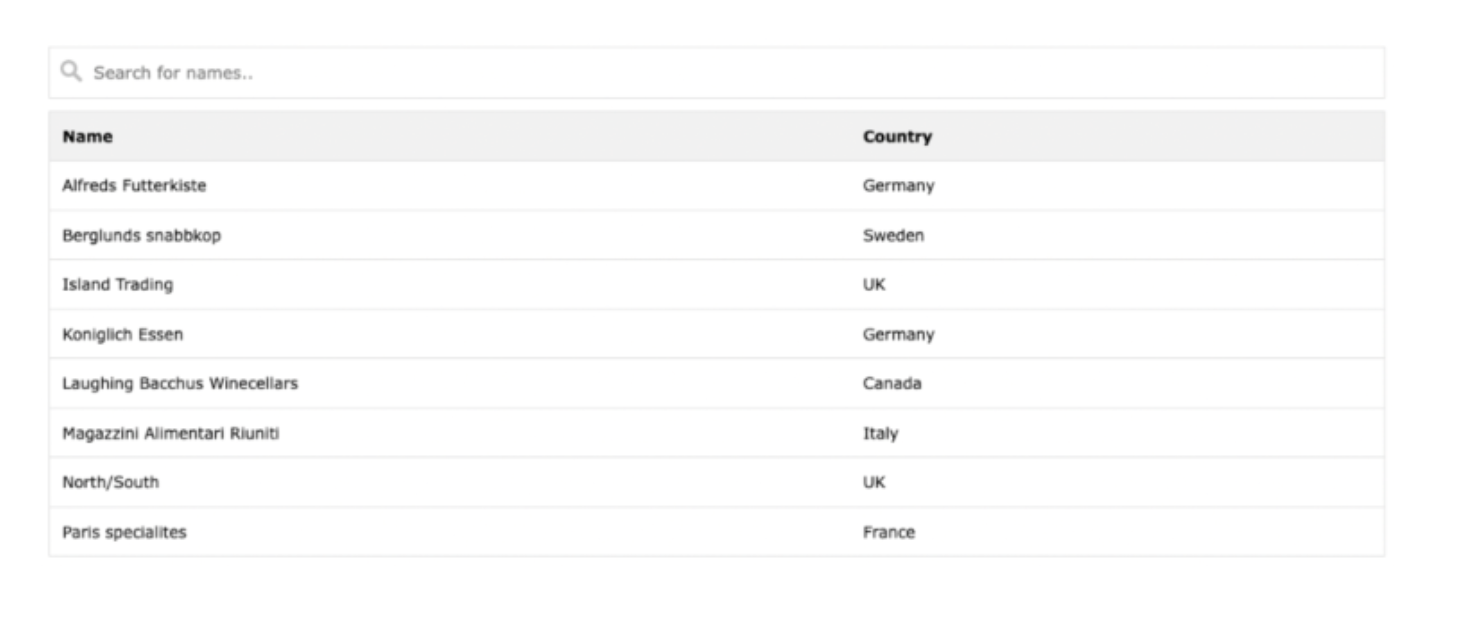 Search for names..
Name Country
Alfreds Futterkiste Germany
Berglunds snabbkop Sweden
Island Trading UK
Koniglich Essen Germany
Laughing Bacchus Winecellars Canada
Magazzini Alimentari Riuniti Italy
North/South UK
Paris specialites France